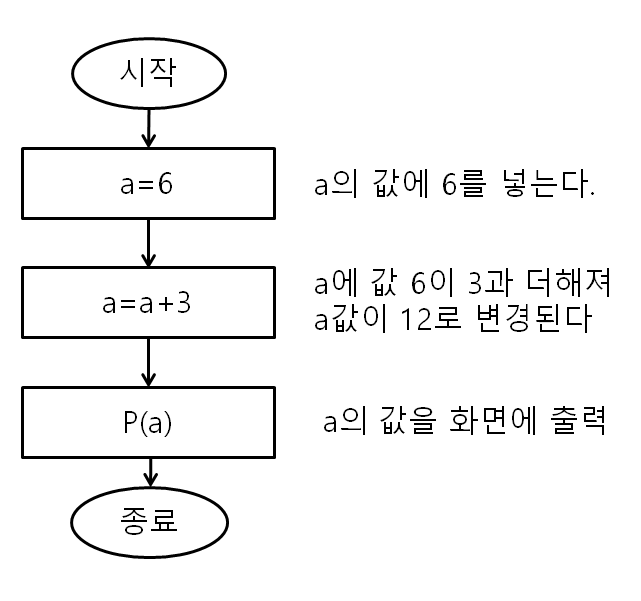 시작
a=6
a의 값에 6를 넣는다.
a=a+3
a에 값 6이 3과 더해져
a값이 12로 변경된다
P(a)
a의 값을 화면에 출력
종료